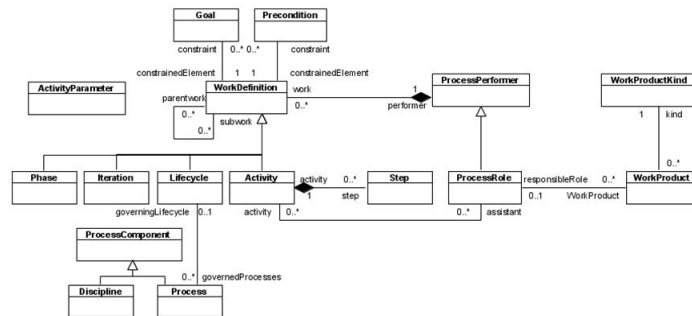 Goal Precondition
constraint 0..* 0..* constraint
constrainedElement 1 1 constrainedElement
ActivityParameter WorkDefinition work 1 ProcessPerformer WorkProductKind
parentwork 0..* performer
0..* subwork 1 kind
0..*
0..*
Phase Iteration Lifecycle Activity activity 0..* Step ProcessRole responsibleRole 0..* WorkProduct
1 step 0..1 WorkProduct
governingLifecycle 0..1 activity 0..* 0..* assistant
ProcessComponent
0..* governedProcesses
Discipline Process